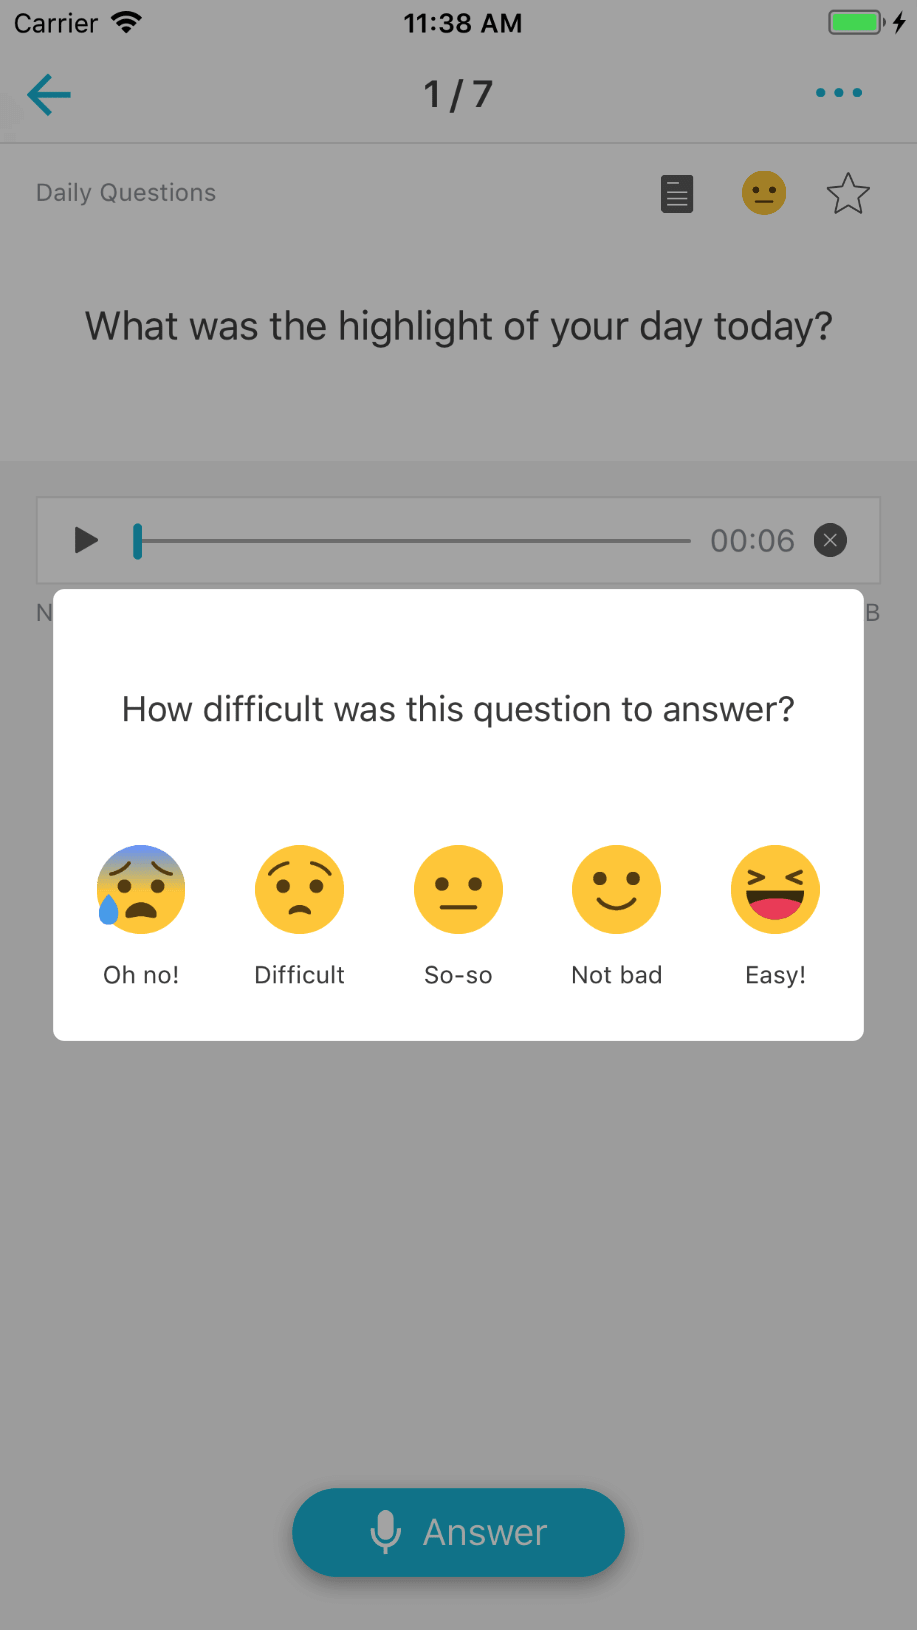 Carrier 11:38 AM
1 / 7
Daily Questions
What was the highlight of your day today?
00:06
N B
How difficult was this question to answer?
Oh no! Difficult So-so Not bad Easy!
Answer